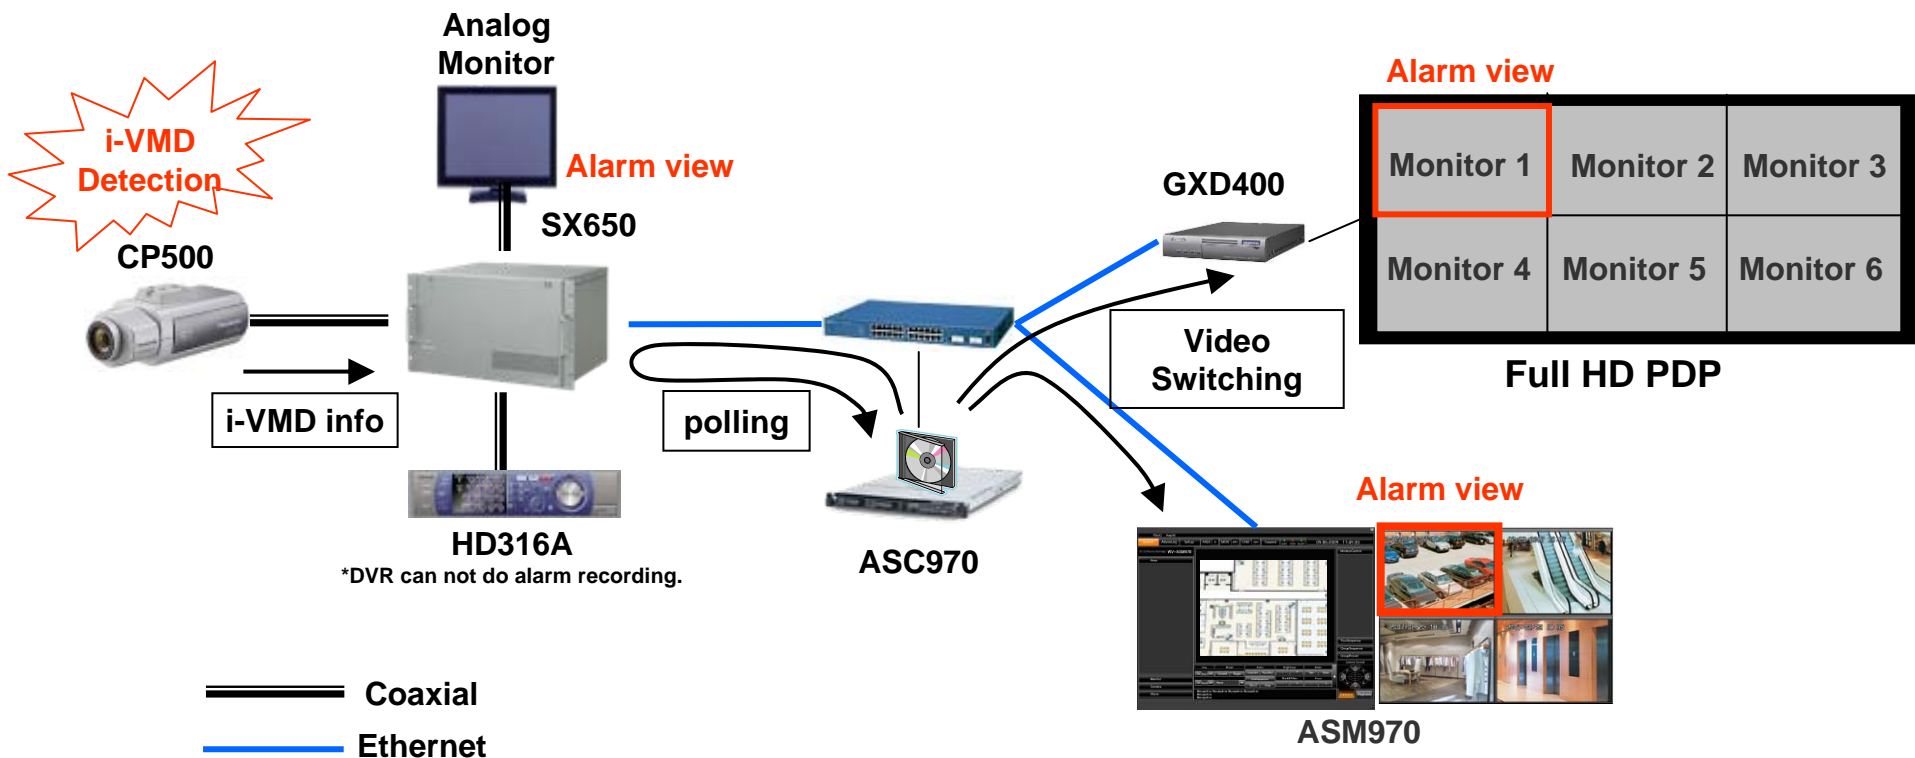 Analog
Monitor
Alarm view
i-VMD
Detection
Alarm view
Monitor 1
Monitor 2
Monitor 3
GXD400
SX650
CP500
Monitor 4
Monitor 5
Monitor 6
Video
Switching
Full HD PDP
i-VMD info
polling
Alarm view
HD316A
*DVR can not do alarm recording.
ASC970
ASM970
Coaxial
Ethernet